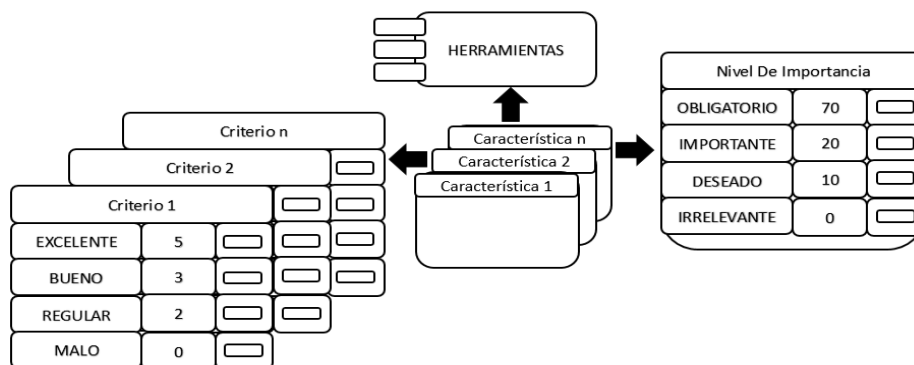 HERRAMIENTAS
Nivel De Importancia
OBLIGATORIO 70
IMPORTANTE 20
DESEADO 10
IRRELEVANTE 0
Característica n
Característica 2
Característica 1
Criterio n
Criterio 2
Criterio 1
EXCELENTE 5
BUENO 3
REGULAR 2
MALO 0